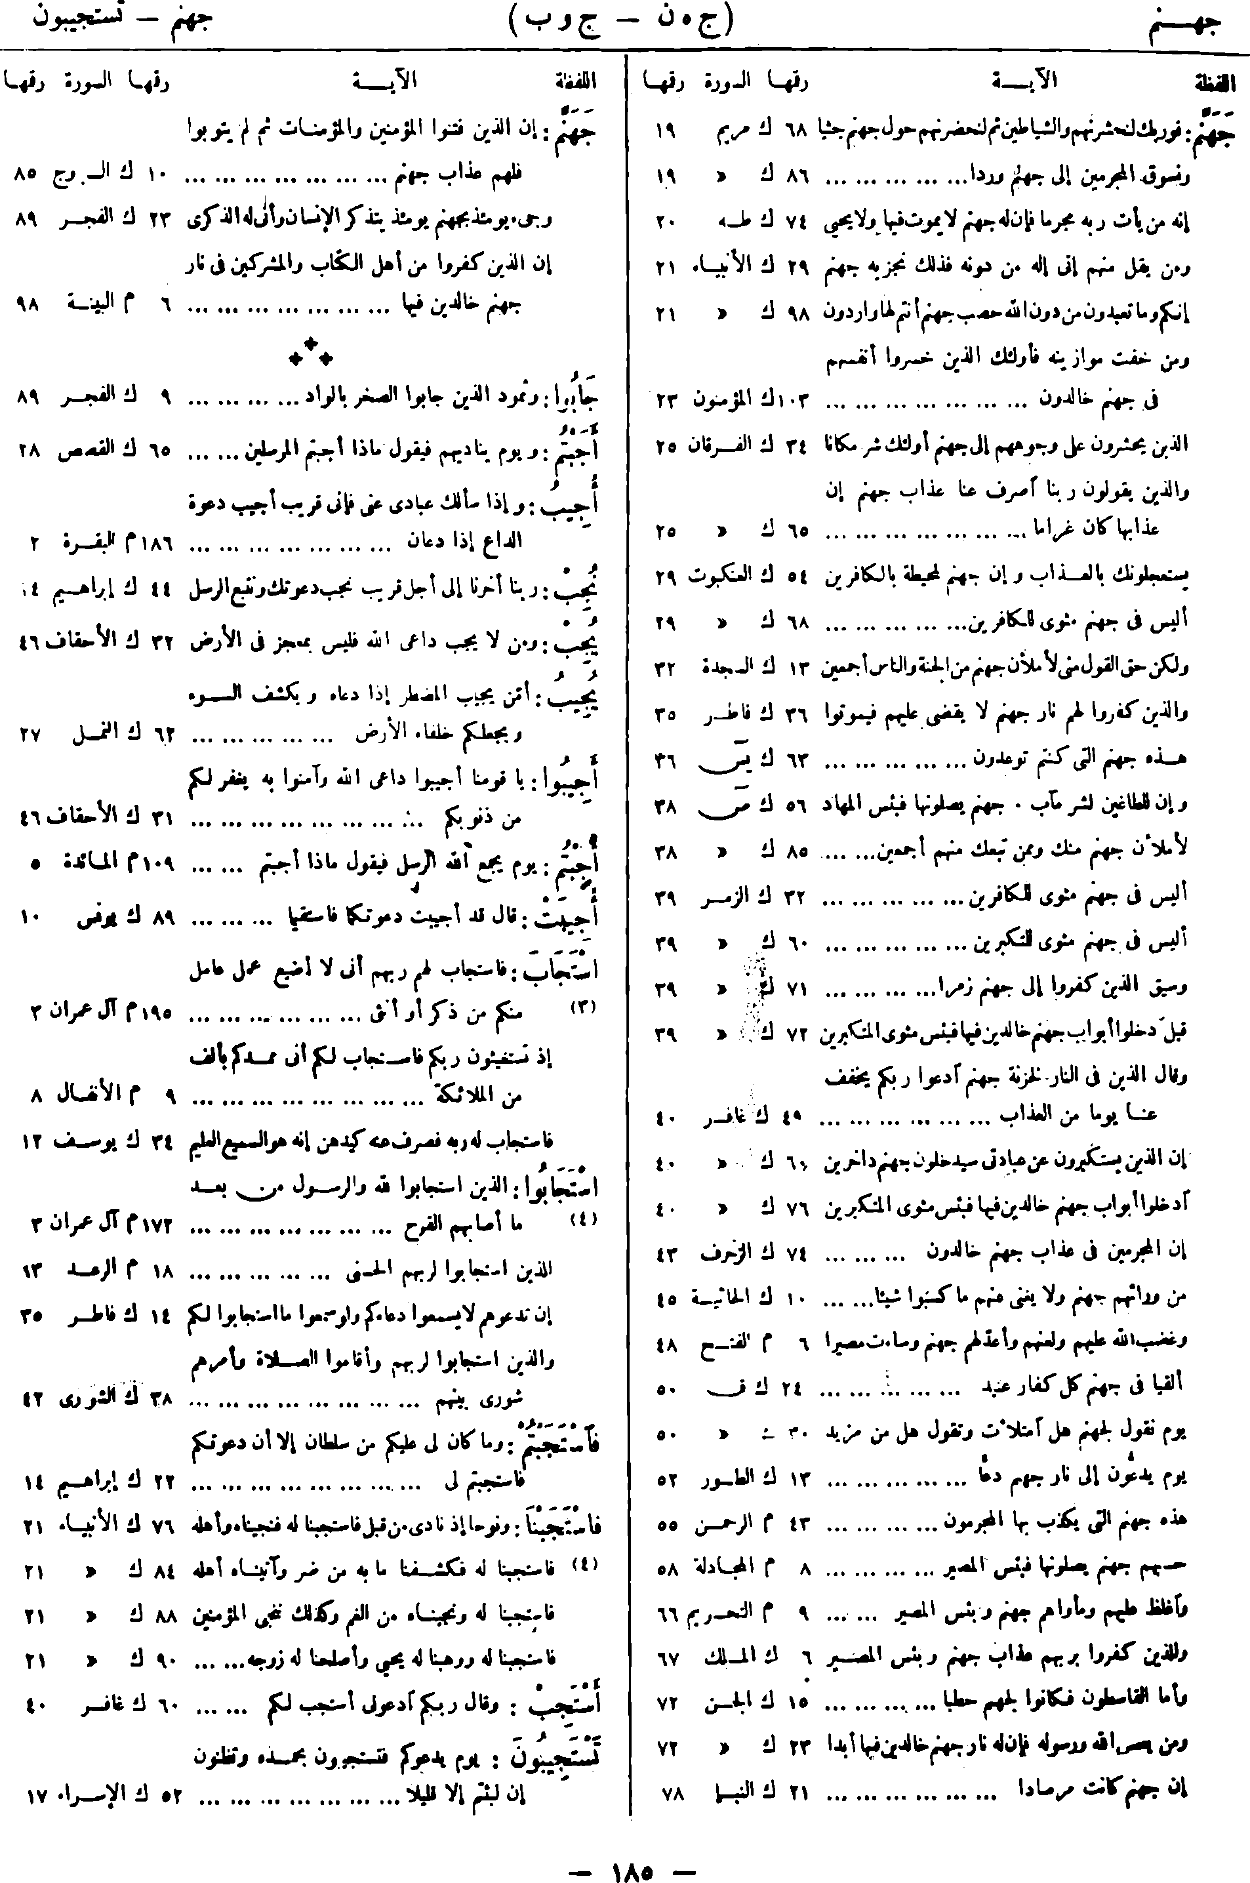 جهنم (ج ه ن — ج و ب) جهنم — تستجيبون
اللفظة الآيــة رقمها السورة رقمها
جَهَنَّمَ : فوربك لنحشرنهم والشياطين ثم لنحضرنهم حول جهنم جثيا ٦٨ ك مريم ١٩
ونسوق المجرمين إلى جهنم وردا ... ... ... ... ... ٨٦ ك « ١٩
إنه من يأت ربه مجرما فإن له جهنم لا يموت فيها ولا يحيي ٧٤ ك طه ٢٠
ومن يقل منهم إنى إله من دونه فذلك نجزيه جهنم ٢٩ ك الأنبياء ٢١
إنكم وما تعبدون من دون الله حصب جهنم أنتم لها واردون ٩٨ ك « ٢١
ومن خفت موازينه فأولئك الذين خسروا أنفسهم
فى جهنم خالدون ... ... ... ... ... ... ... ١٠٣ ك المؤمنون ٢٣
الذين يحشرون على وجوههم إلى جهنم أولئك شر مكانا ٣٤ ك الفرقان ٢٥
والذين يقولون ربنا آصرف عنا عذاب جهنم إن
عذابها كان غراما ... ... ... ... ... ... ... ٦٥ ك « ٢٥
يستعجلونك بالعذاب وإن جهنم لمحيطة بالكافرين ٥٤ ك العنكبوت ٢٩
أليس فى جهنم مثوى للكافرين ... ... ... ... ... ٦٨ ك « ٢٩
ولكن حق القول منى لأملأن جهنم من الجنة والناس أجمعين ١٣ ك السجدة ٣٢
والذين كفروا لهم نار جهنم لا يقضى عليهم فيموتوا ٣٦ ك فاطر ٣٥
هذه جهنم التى كنتم توعدون ... ... ... ... ... ٦٣ ك يس ٣٦
وإن للطاغين لشر مآب . جهنم يصلونها فبئس المهاد ٥٦ ك ص ٣٨
لأملأن جهنم منك وممن تبعك منهم أجمعين ... ... ٨٥ ك « ٣٨
أليس فى جهنم مثوى للكافرين ... ... ... ... ... ٣٢ ك الزمر ٣٩
أليس فى جهنم مثوى للمتكبرين ... ... ... ... ... ٦٠ ك « ٣٩
وسيق الذين كفروا إلى جهنم زمرا ... ... ... ... ٧١ ك « ٣٩
قيل آدخلوا أبواب جهنم خالدين فيها فبئس مثوى المتكبرين ٧٢ ك « ٣٩
وقال الذين فى النار لخزنة جهنم آدعوا ربكم يخفف
عنا يوما من العذاب ... ... ... ... ... ... ٤٩ ك غافر ٤٠
إن الذين يستكبرون عن عبادتى سيدخلون جهنم داخرين ٦٠ ك « ٤٠
آدخلوا أبواب جهنم خالدين فيها فبئس مثوى المتكبرين ٧٦ ك « ٤٠
إن المجرمين فى عذاب جهنم خالدون ... ... ... ٧٤ ك الزخرف ٤٣
من ورائهم جهنم ولا يغنى عنهم ما كسبوا شيئا ... ... ١٠ ك الجاثية ٤٥
وغضب الله عليهم ولعنهم وأعد لهم جهنم وساءت مصيرا ٦ م الفتح ٤٨
ألقيا فى جهنم كل كفار عنيد ... ... ... ... ... ٢٤ ك ق ٥٠
يوم نقول لجهنم هل آمتلأت وتقول هل من مزيد ٣٠ ك « ٥٠
يوم يدعّون إلى نار جهنم دعّا ... ... ... ... ... ١٣ ك الطور ٥٢
هذه جهنم التى يكذب بها المجرمون ... ... ... ... ٤٣ م الرحمن ٥٥
حسبهم جهنم يصلونها فبئس المصير ... ... ... ... ٨ م المجادلة ٥٨
وآغلظ عليهم ومأواهم جهنم وبئس المصير ... ... ٩ م التحريم ٦٦
وللذين كفروا بربهم عذاب جهنم وبئس المصير ٦ ك الملك ٦٧
وأما القاسطون فكانوا لجهنم حطبا ... ... ... ... ١٥ ك الجن ٧٢
ومن يعص الله ورسوله فإن له نار جهنم خالدين فيها أبدا ٢٣ ك « ٧٢
إن جهنم كانت مرصادا ... ... ... ... ... ... ٢١ ك النبإ ٧٨
اللفظة الآيــة رقمها السورة رقمها
جَهَنَّمَ : إن الذين فتنوا المؤمنين والمؤمنات ثم لم يتوبوا
فلهم عذاب جهنم ... ... ... ... ... ... ... ١٠ ك البروج ٨٥
وجىء يومئذ بجهنم يومئذ يتذكر الإنسان وأنى له الذكرى ٢٣ ك الفجر ٨٩
إن الذين كفروا من أهل الكتاب والمشركين فى نار
جهنم خالدين فيها ... ... ... ... ... ... ... ٦ م البينة ٩٨
جَابُوا : وثمود الذين جابوا الصخر بالواد ... ... ... ... ٩ ك الفجر ٨٩
أَجَبْتُمْ : ويوم يناديهم فيقول ماذا أجبتم المرسلين ... ... ٦٥ ك القصص ٢٨
أُجِيبُ : وإذا سألك عبادى عنى فإنى قريب أجيب دعوة
الداع إذا دعان ... ... ... ... ... ... ... ١٨٦ م البقرة ٢
نُجِبْ : ربنا أخرنا إلى أجل قريب نجب دعوتك ونتبع الرسل ٤٤ ك إبراهيم ١٤
يُجِبْ : ومن لا يجب داعى الله فليس بمعجز فى الأرض ٣٢ ك الأحقاف ٤٦
يُجِيبُ : أمّن يجيب المضطر إذا دعاه ويكشف السوء
ويجعلكم خلفاء الأرض ... ... ... ... ... ٦٢ ك النمل ٢٧
أَجِيبُوا : يا قومنا أجيبوا داعى الله وآمنوا به يغفر لكم
من ذنوبكم ... ... ... ... ... ... ... ... ٣١ ك الأحقاف ٤٦
أُجِبْتُمْ : يوم يجمع الله الرسل فيقول ماذا أجبتم ... ... ١٠٩ م المائدة ٥
أُجِيبَتْ : قال قد أجيبت دعوتكما فاستقيما ... ... ... ٨٩ ك يونس ١٠
اسْتَجَابَ : فاستجاب لهم ربهم أنى لا أضيع عمل عامل
(٣) منكم من ذكر أو أنثى ... ... ... ... ... ... ١٩٥ م آل عمران ٣
إذ تستغيثون ربكم فاستجاب لكم أنى ممدكم بألف
من الملائكة ... ... ... ... ... ... ... ... ٩ م الأنفال ٨
فاستجاب له ربه فصرف عنه كيدهن إنه هو السميع العليم ٣٤ ك يوسف ١٢
اسْتَجَابُوا : الذين استجابوا لله والرسول من بعد
(٤) ما أصابهم القرح ... ... ... ... ... ... ... ١٧٢ م آل عمران ٣
الذين استجابوا لربهم الحسنى ... ... ... ... ... ١٨ م الرعد ١٣
إن تدعوهم لا يسمعوا دعاءكم ولو سمعوا ما استجابوا لكم ١٤ ك فاطر ٣٥
والذين استجابوا لربهم وأقاموا الصلاة وأمرهم
شورى بينهم ... ... ... ... ... ... ... ... ٣٨ ك الشورى ٤٢
فَاسْتَجَبْتُمْ : وما كان لى عليكم من سلطان إلا أن دعوتكم
فاستجبتم لى ... ... ... ... ... ... ... ... ٢٢ ك إبراهيم ١٤
فَاسْتَجَبْنَا : ونوحا إذ نادى من قبل فاستجبنا له فنجيناه وأهله ٧٦ ك الأنبياء ٢١
(٤) فاستجبنا له فكشفنا ما به من ضر وآتيناه أهله ٨٤ ك « ٢١
فاستجبنا له ونجيناه من الغم وكذلك ننجى المؤمنين ٨٨ ك « ٢١
فاستجبنا له ووهبنا له يحيى وأصلحنا له زوجه ... ... ٩٠ ك « ٢١
أَسْتَجِبْ : وقال ربكم آدعونى أستجب لكم ... ... ٦٠ ك غافر ٤٠
تَسْتَجِيبُونَ : يوم يدعوكم فتستجيبون بحمده وتظنون
إن لبثتم إلا قليلا ... ... ... ... ... ... ... ٥٢ ك الإسراء ١٧
— ١٨٥ —